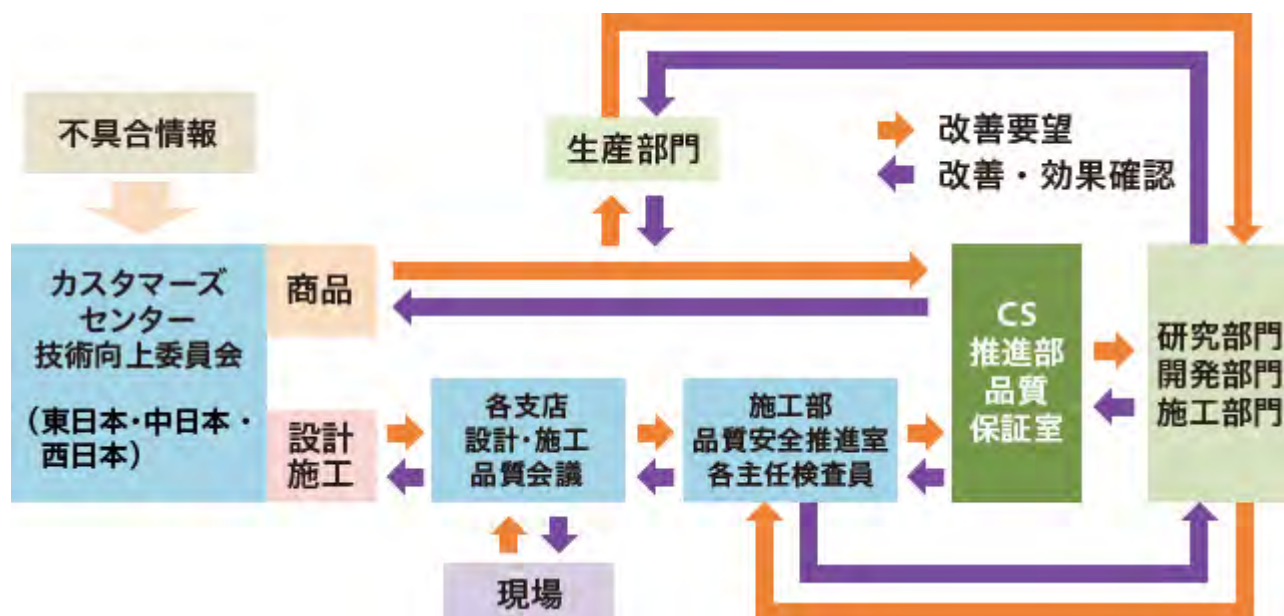 不具合情報
生産部門
改善要望
改善・効果確認
カスタマーズ
センター
技術向上委員会
（東日本・中日本・
西日本）
商品
設計
施工
各支店
設計・施工
品質会議
施工部
品質安全推進室
各主任検査員
CS
推進部
品質
保証室
研究部門
開発部門
施工部門
現場